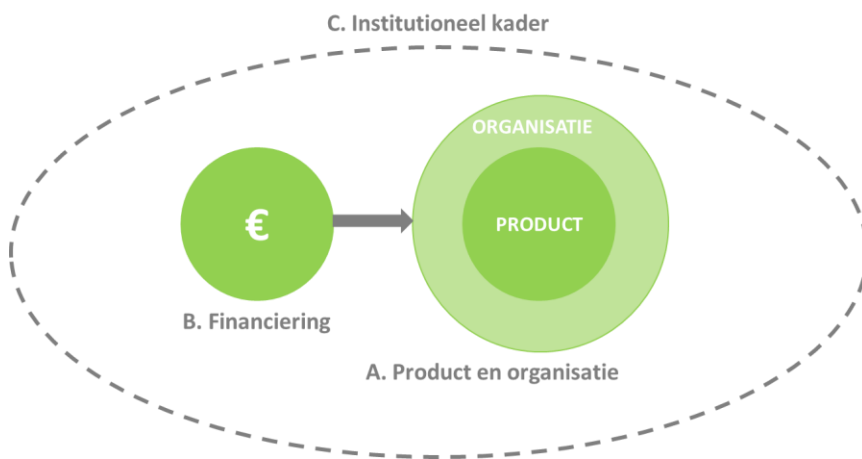 C. Institutioneel kader
ORGANISATIE
€
PRODUCT
B. Financiering
A. Product en organisatie